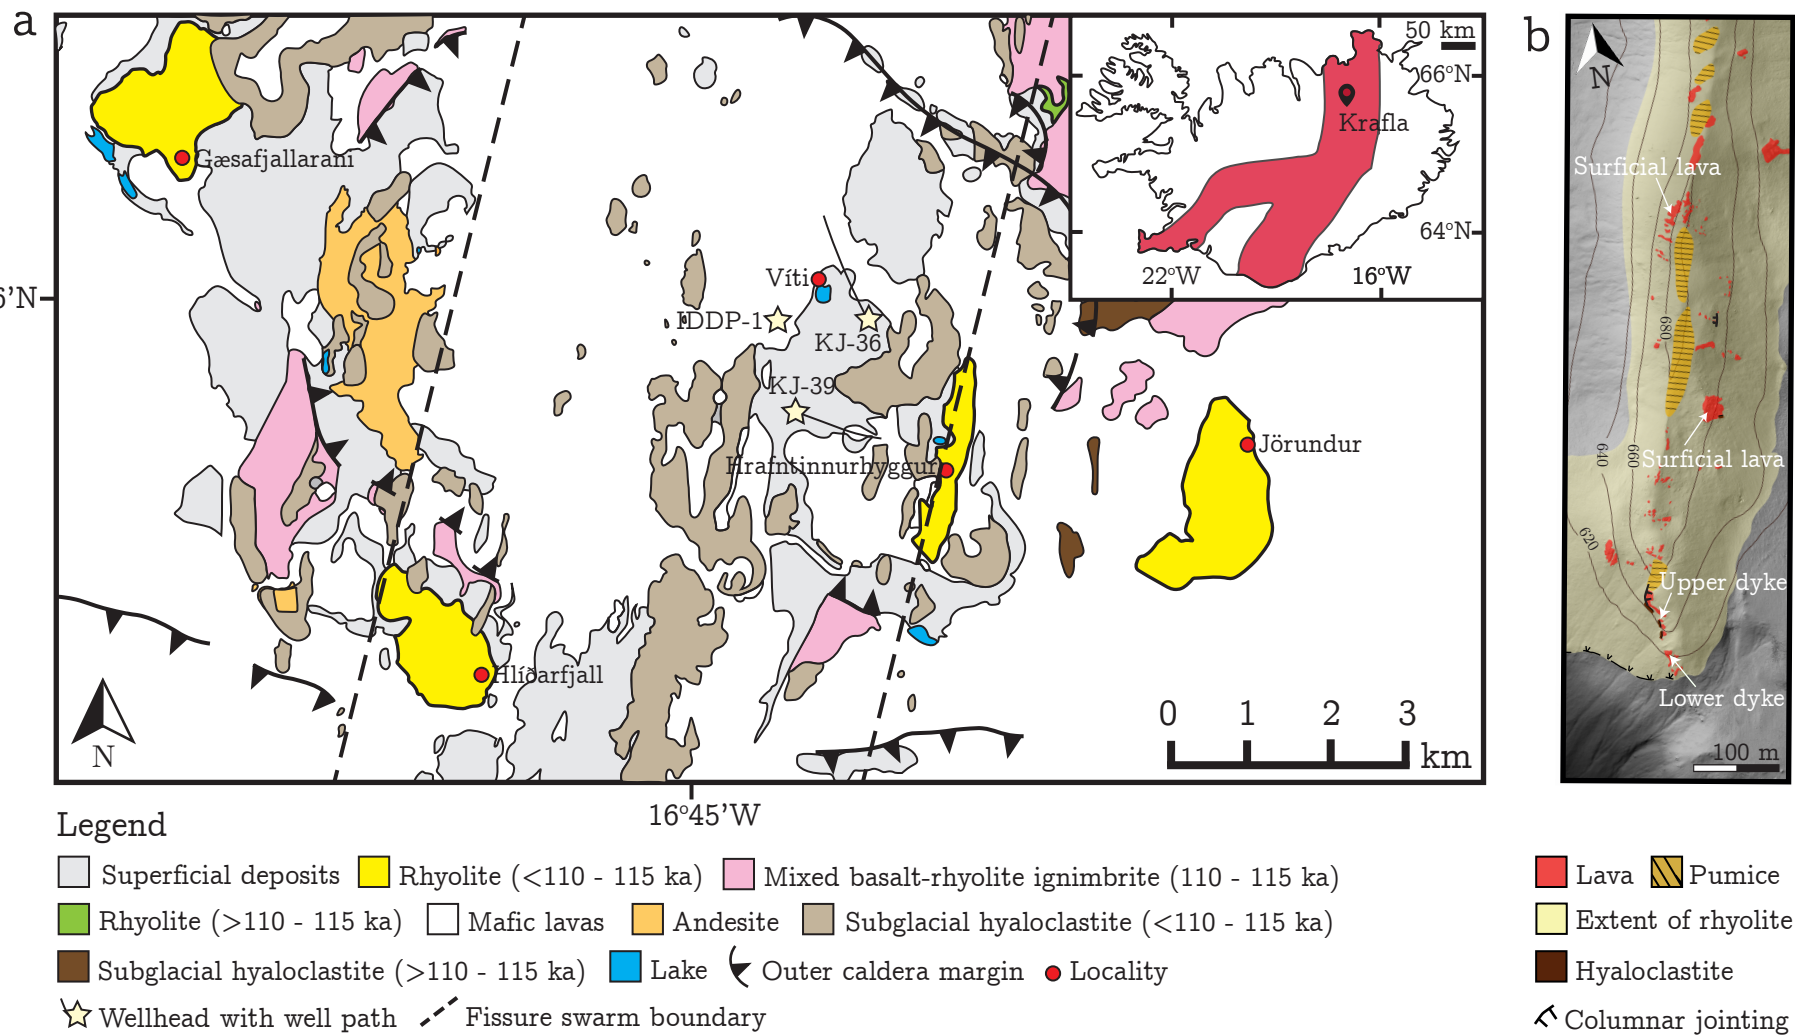 a
b
50 km
66°N
Krafla
64°N
22°W
16°W
N
Gæsafjallarani
Surficial lava
Víti
6'N
IDDP-1
KJ-36
680
KJ-39
Jörundur
640
660
Surficial lava
Hrafntinnurhyggur
620
Upper dyke
Hlíðarfjall
Lower dyke
0 1 2 3
km
N
100 m
16°45'W
Legend
Superficial deposits
Rhyolite (<110 - 115 ka)
Mixed basalt-rhyolite ignimbrite (110 - 115 ka)
Rhyolite (>110 - 115 ka)
Mafic lavas
Andesite
Subglacial hyaloclastite (<110 - 115 ka)
Subglacial hyaloclastite (>110 - 115 ka)
Lake
Outer caldera margin
Locality
Wellhead with well path
Fissure swarm boundary
Lava
Pumice
Extent of rhyolite
Hyaloclastite
Columnar jointing